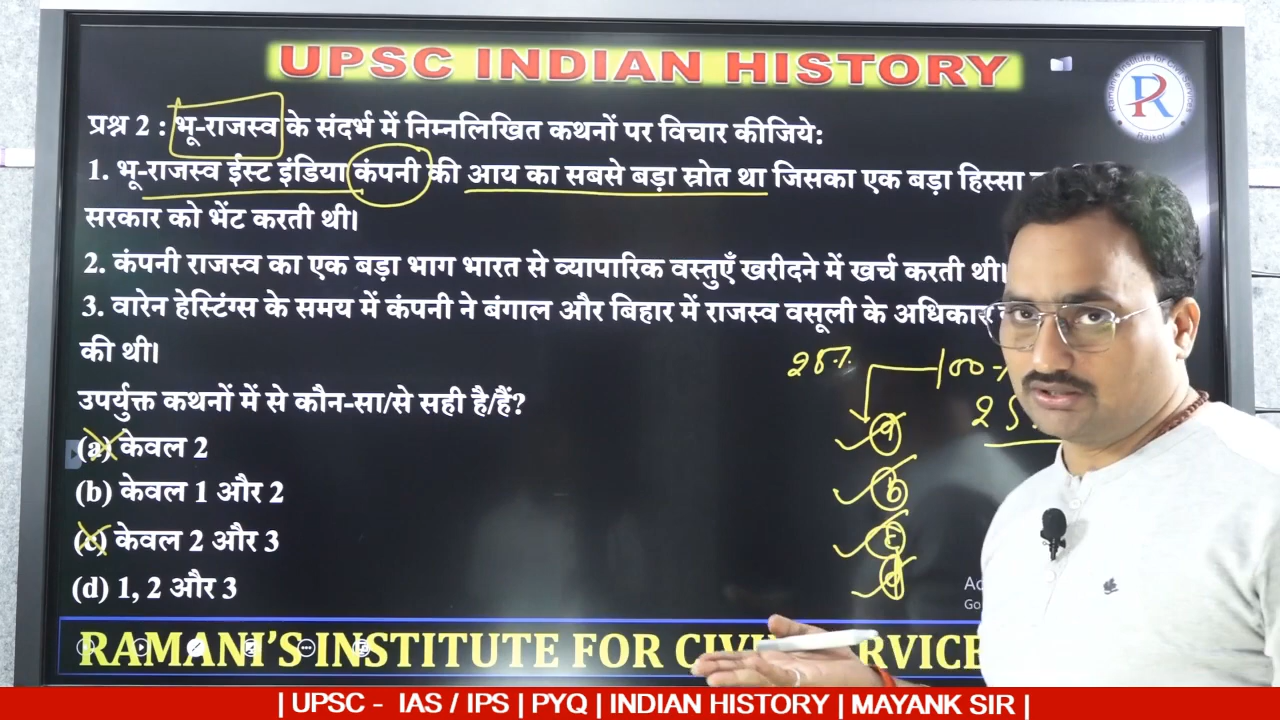 UPSC INDIAN HISTORY
प्रश्न 2 : भू-राजस्व के संदर्भ में निम्नलिखित कथनों पर विचार कीजिये:
1. भू-राजस्व ईस्ट इंडिया कंपनी की आय का सबसे बड़ा स्रोत था जिसका एक बड़ा हिस्सा
सरकार को भेंट करती थी।
2. कंपनी राजस्व का एक बड़ा भाग भारत से व्यापारिक वस्तुएँ खरीदने में खर्च करती थी।
3. वारेन हेस्टिंग्स के समय में कंपनी ने बंगाल और बिहार में राजस्व वसूली के अधिकार
की थी।
उपर्युक्त कथनों में से कौन-सा/से सही है/हैं?
(a) केवल 2
(b) केवल 1 और 2
(c) केवल 2 और 3
(d) 1, 2 और 3
25%
100%
RAMANI'S INSTITUTE FOR CIVIL SERVICE
| UPSC - IAS / IPS | PYQ | INDIAN HISTORY | MAYANK SIR |